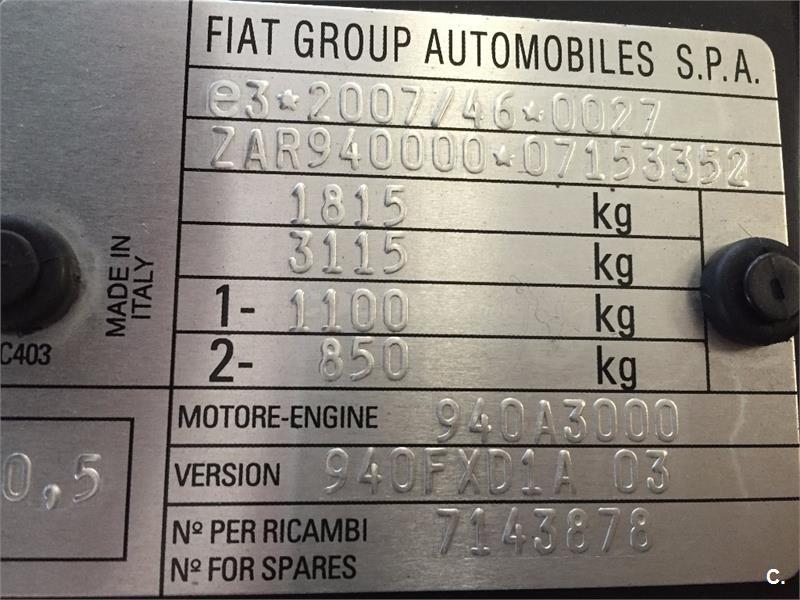 FIAT GROUP AUTOMOBILES S.P.A.
e3*2007/46*0027
ZAR940000*07153352
1815 kg
3115 kg
1- 1100 kg
2- 850 kg
MADE IN
ITALY
C403
MOTORE-ENGINE 940A3000
0,5
VERSION 940FXD1A 03
Nº PER RICAMBI 7143878
Nº FOR SPARES
C.